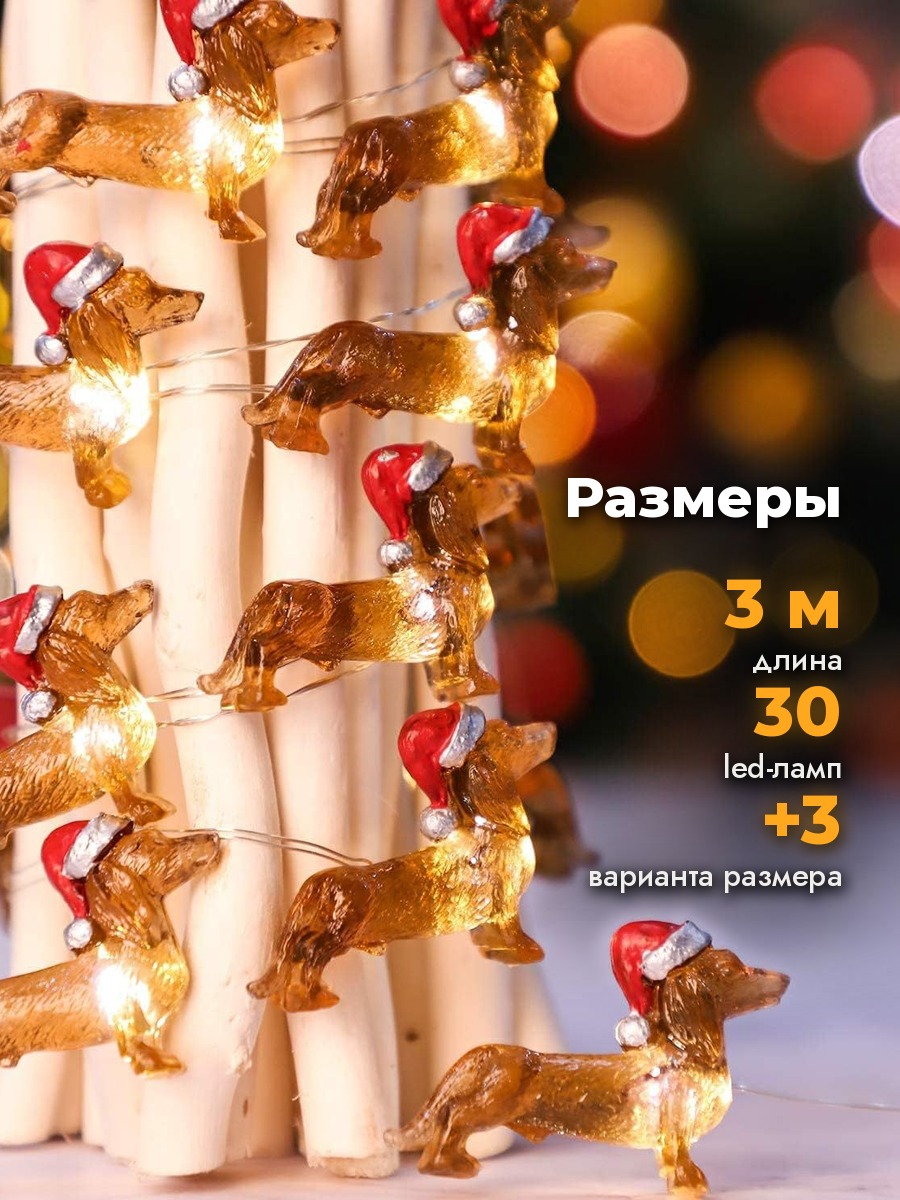 Размеры
3 м
длина
30
led-ламп
+3
варианта размера